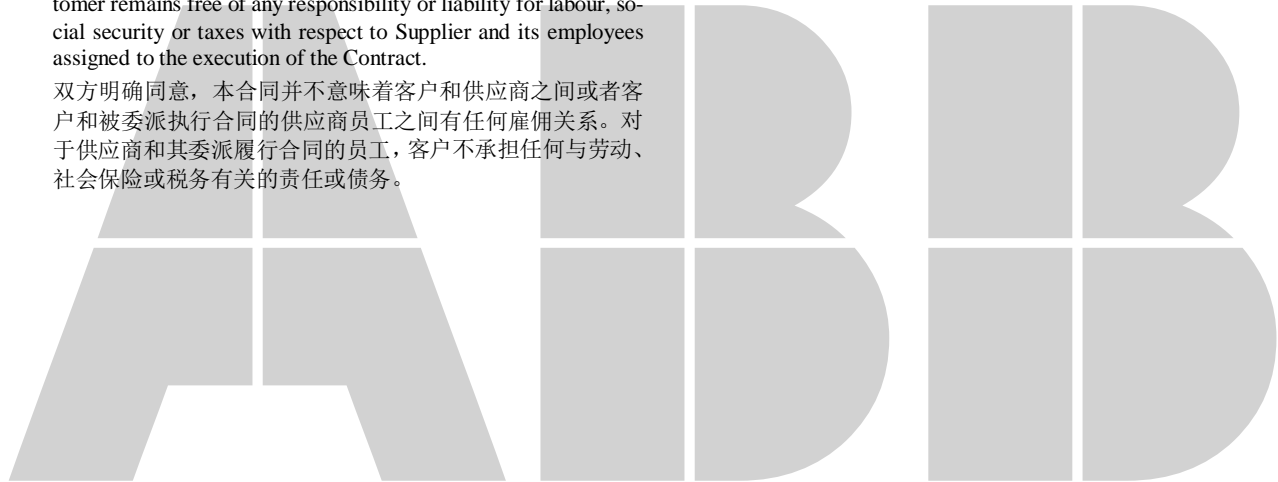 tomer remains free of any responsibility or liability for labour, so-
cial security or taxes with respect to Supplier and its employees
assigned to the execution of the Contract.
双方明确同意，本合同并不意味着客户和供应商之间或者客
户和被委派执行合同的供应商员工之间有任何雇佣关系。对
于供应商和其委派履行合同的员工，客户不承担任何与劳动、
社会保险或税务有关的责任或债务。
ABB